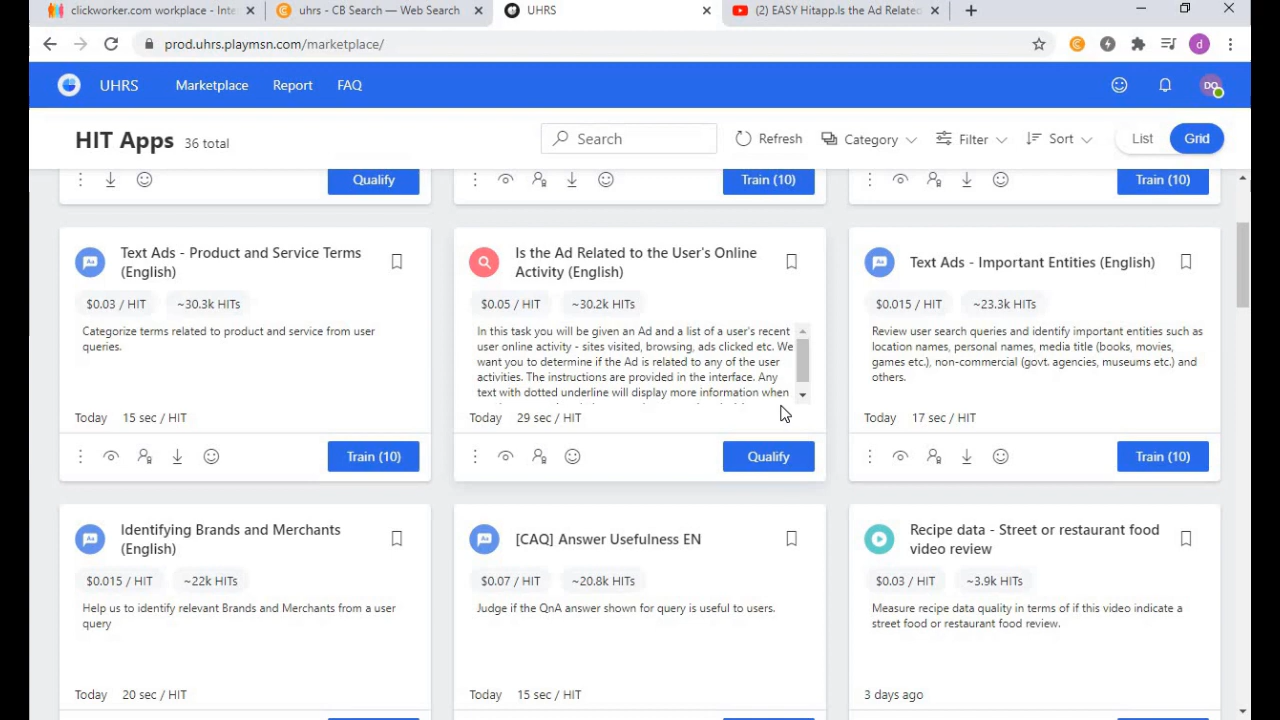 clickworker.com workplace - Inte
uhrs - CB Search — Web Search
UHRS
(2) EASY Hitapp.Is the Ad Relate
prod.uhrs.playmsn.com/marketplace/
d
UHRS
Marketplace
Report
FAQ
DO
HIT Apps 36 total
Search
Refresh
Category
Filter
Sort
List
Grid
Qualify
Train (10)
Train (10)
Text Ads - Product and Service Terms
(English)
$0.03 / HIT ~30.3k HITs
Categorize terms related to product and service from user
queries.
Today 15 sec / HIT
Train (10)
Is the Ad Related to the User's Online
Activity (English)
$0.05 / HIT ~30.2k HITs
In this task you will be given an Ad and a list of a user's recent
user online activity - sites visited, browsing, ads clicked etc. We
want you to determine if the Ad is related to any of the user
activities. The instructions are provided in the interface. Any
text with dotted underline will display more information when
Today 29 sec / HIT
Qualify
Text Ads - Important Entities (English)
$0.015 / HIT ~23.3k HITs
Review user search queries and identify important entities such as
location names, personal names, media title (books, movies,
games etc.), non-commercial (govt. agencies, museums etc.) and
others.
Today 17 sec / HIT
Train (10)
Identifying Brands and Merchants
(English)
$0.015 / HIT ~22k HITs
Help us to identify relevant Brands and Merchants from a user
query
Today 20 sec / HIT
[CAQ] Answer Usefulness EN
$0.07 / HIT ~20.8k HITs
Judge if the QnA answer shown for query is useful to users.
Today 15 sec / HIT
Recipe data - Street or restaurant food
video review
$0.03 / HIT ~3.9k HITs
Measure recipe data quality in terms of if this video indicate a
street food or restaurant food review.
3 days ago